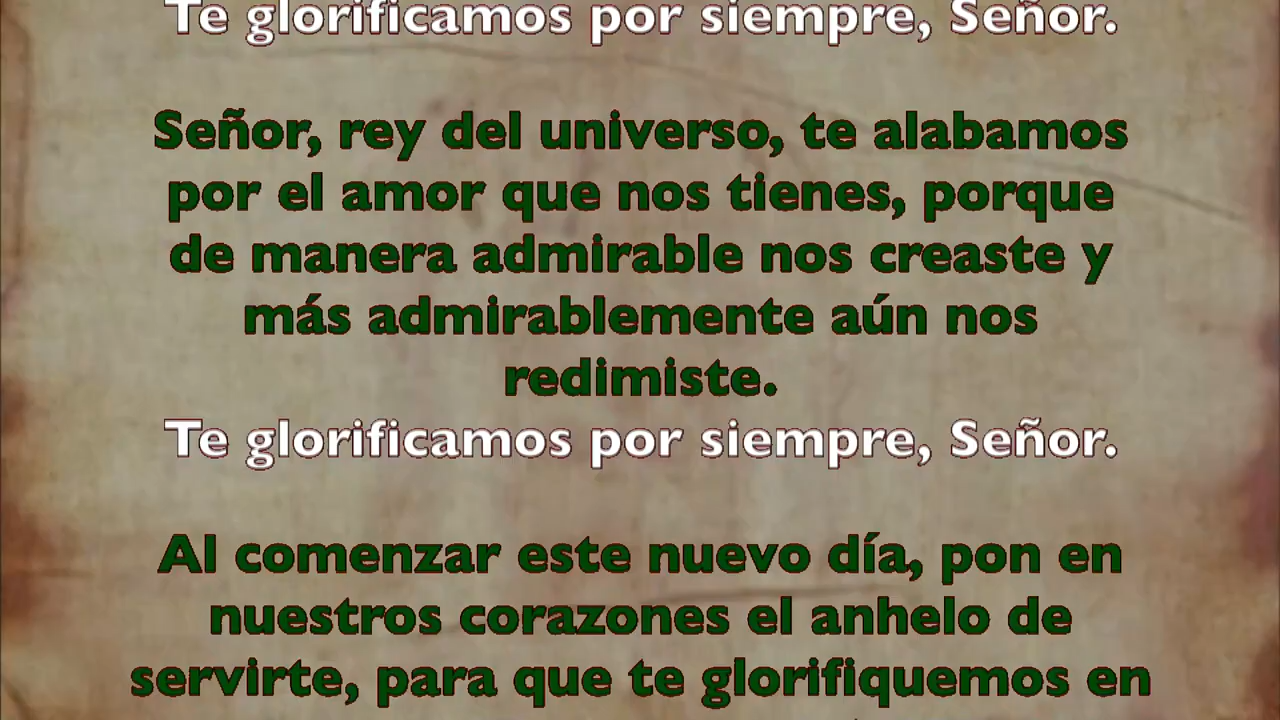 Te glorificamos por siempre, Señor.
Señor, rey del universo, te alabamos
por el amor que nos tienes, porque
de manera admirable nos creaste y
más admirablemente aún nos
redimiste.
Te glorificamos por siempre, Señor.
Al comenzar este nuevo día, pon en
nuestros corazones el anhelo de
servirte, para que te glorifiquemos en